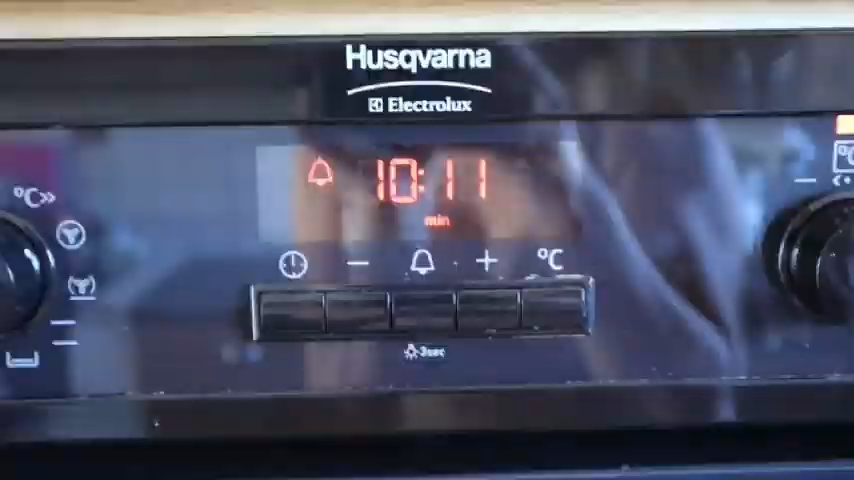 Husqvarna
Electrolux
10:11
min
°C
°C
- + °C
3sec